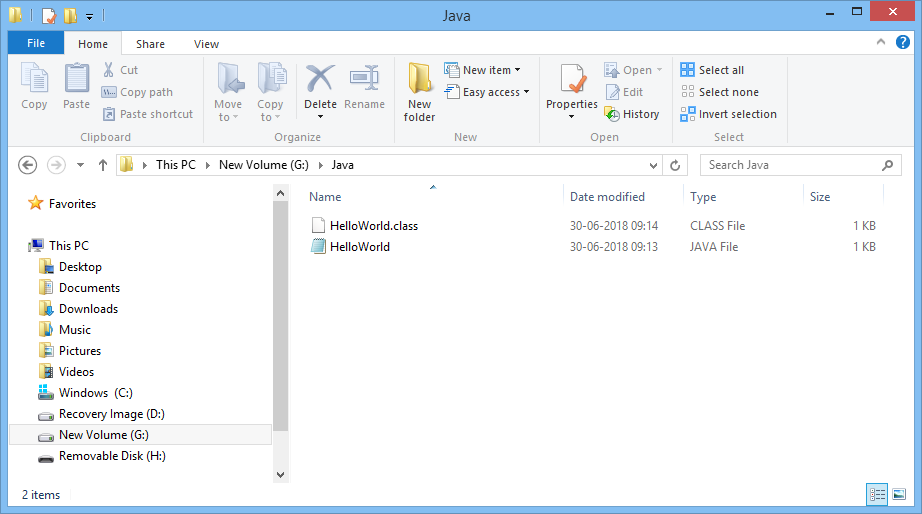 Java
File Home Share View
Copy
Paste
Cut
Copy path
Paste shortcut
Clipboard
Move to
Copy to
Delete
Rename
Organize
New folder
New item
Easy access
New
Properties
Open
Edit
History
Open
Select all
Select none
Invert selection
Select
This PC New Volume (G:) Java
Search Java
Favorites
This PC
Desktop
Documents
Downloads
Music
Pictures
Videos
Windows (C:)
Recovery Image (D:)
New Volume (G:)
Removable Disk (H:)
Name Date modified Type Size
HelloWorld.class 30-06-2018 09:14 CLASS File 1 KB
HelloWorld 30-06-2018 09:13 JAVA File 1 KB
2 items